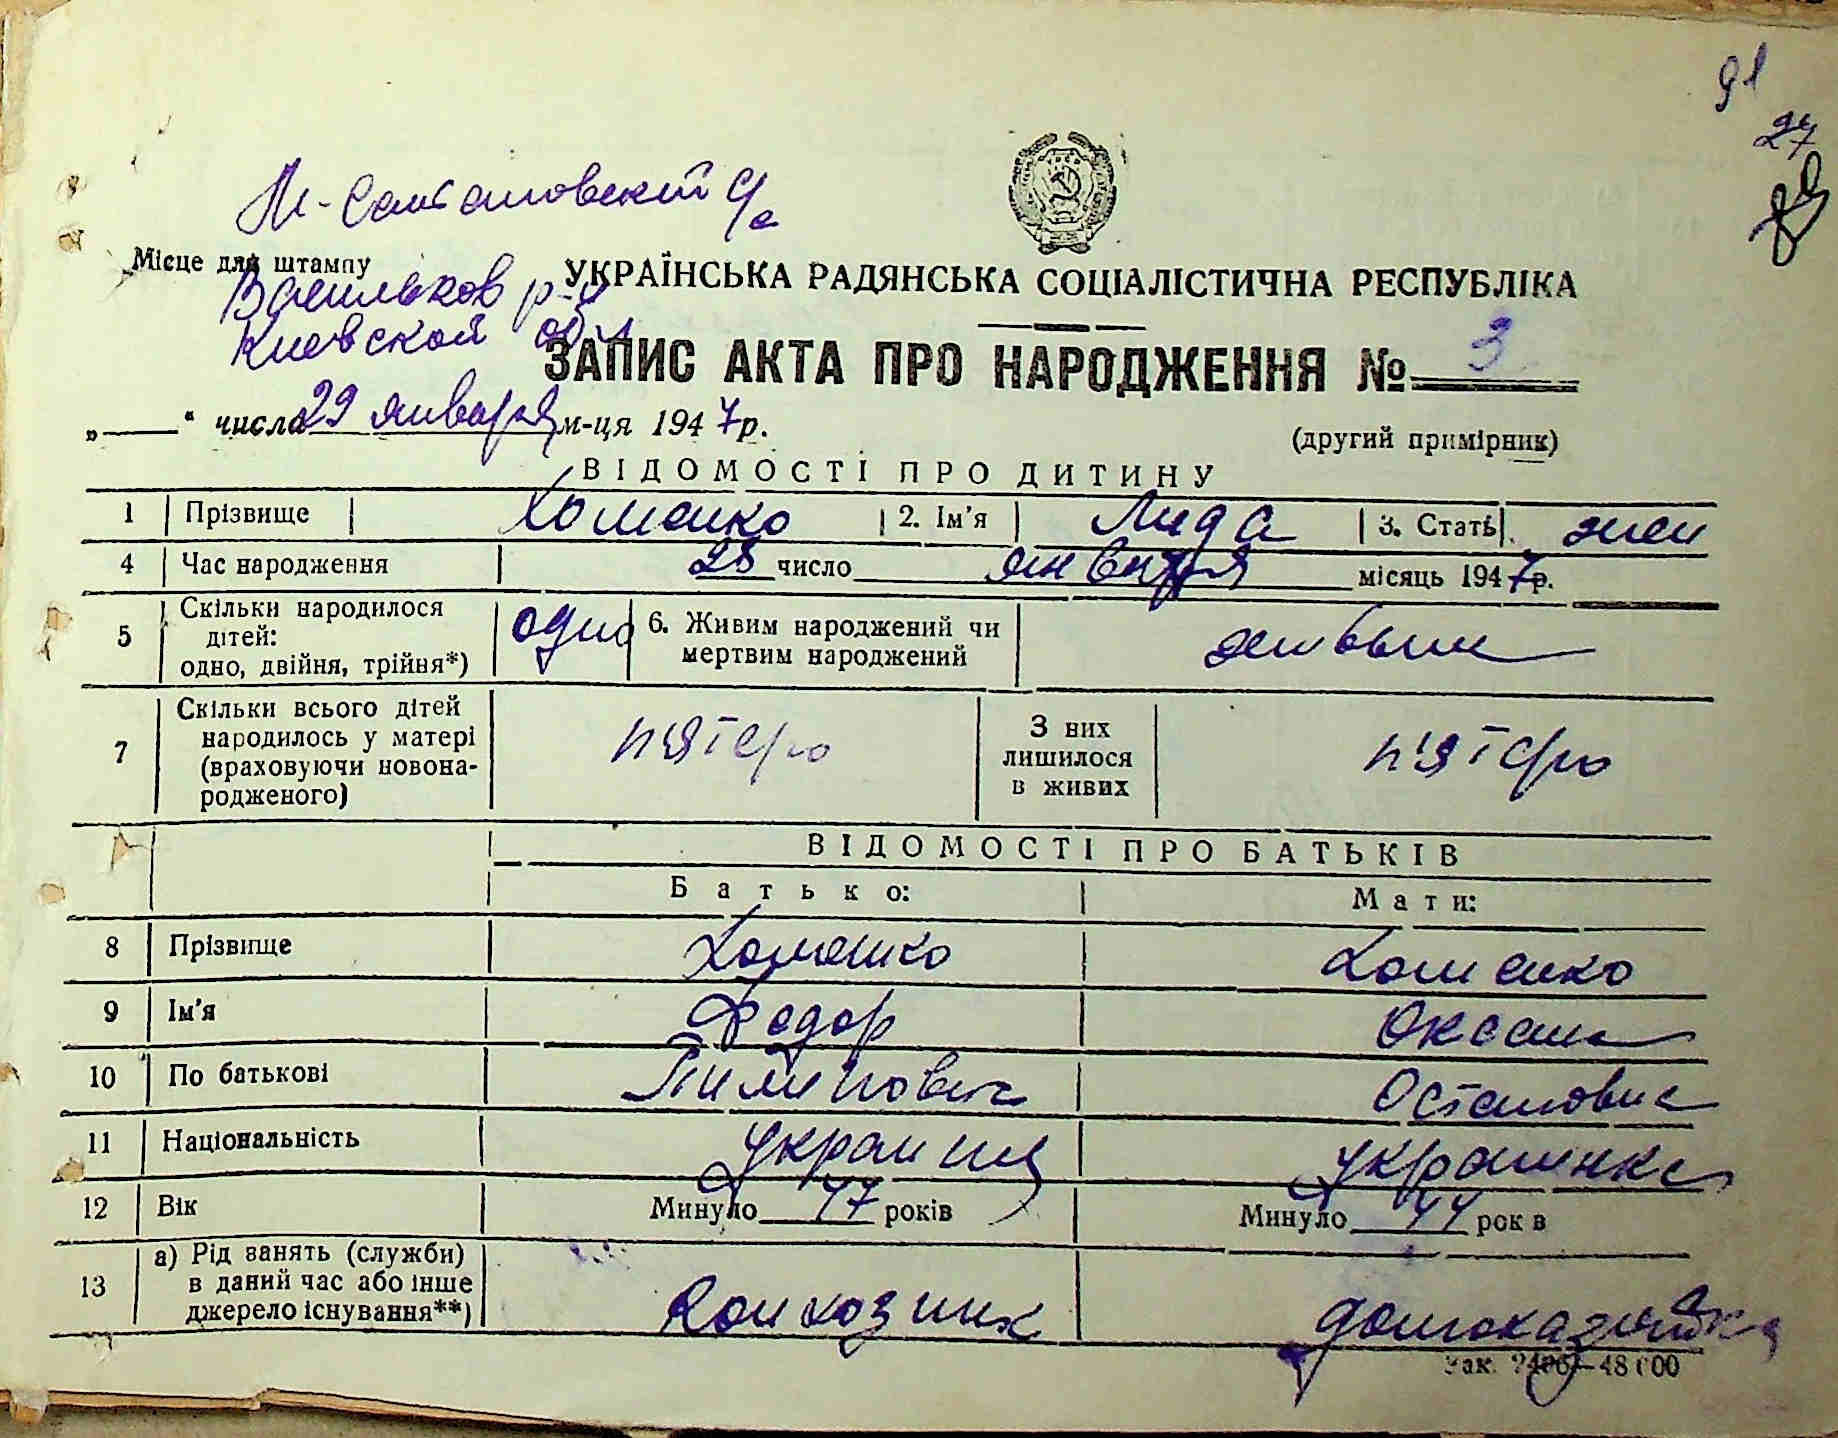 91
27
М-Солтановский с/с
Місце для штампу
Васильков р-н
Киевской обл
УКРАЇНСЬКА РАДЯНСЬКА СОЦІАЛІСТИЧНА РЕСПУБЛІКА
ЗАПИС АКТА ПРО НАРОДЖЕННЯ № 3
„ “ числа 29 января м-ця 1947 р.
(другий примірник)
ВІДОМОСТІ ПРО ДИТИНУ
1 Прізвище Хоменко 2. Ім'я Лида 3. Стать жен
4 Час народження 28 число января місяць 1947 р.
5 Скільки народилося дітей: одно, двійня, трійня*) одно 6. Живим народжений чи мертвим народжений живым
7 Скільки всього дітей народилось у матері (враховуючи новонародженого) п'ятеро З них лишилося в живих п'ятеро
ВІДОМОСТІ ПРО БАТЬКІВ
Батько: Мати:
8 Прізвище Хоменко Хоменко
9 Ім'я Федор Оксана
10 По батькові Пилипович Остаповна
11 Національність украинц украинка
12 Вік Минуло 47 років Минуло 44 рок в
13 а) Рід занять (служби) в даний час або інше джерело існування**) колхозник домохазяйка
Зак. 2406—48 000